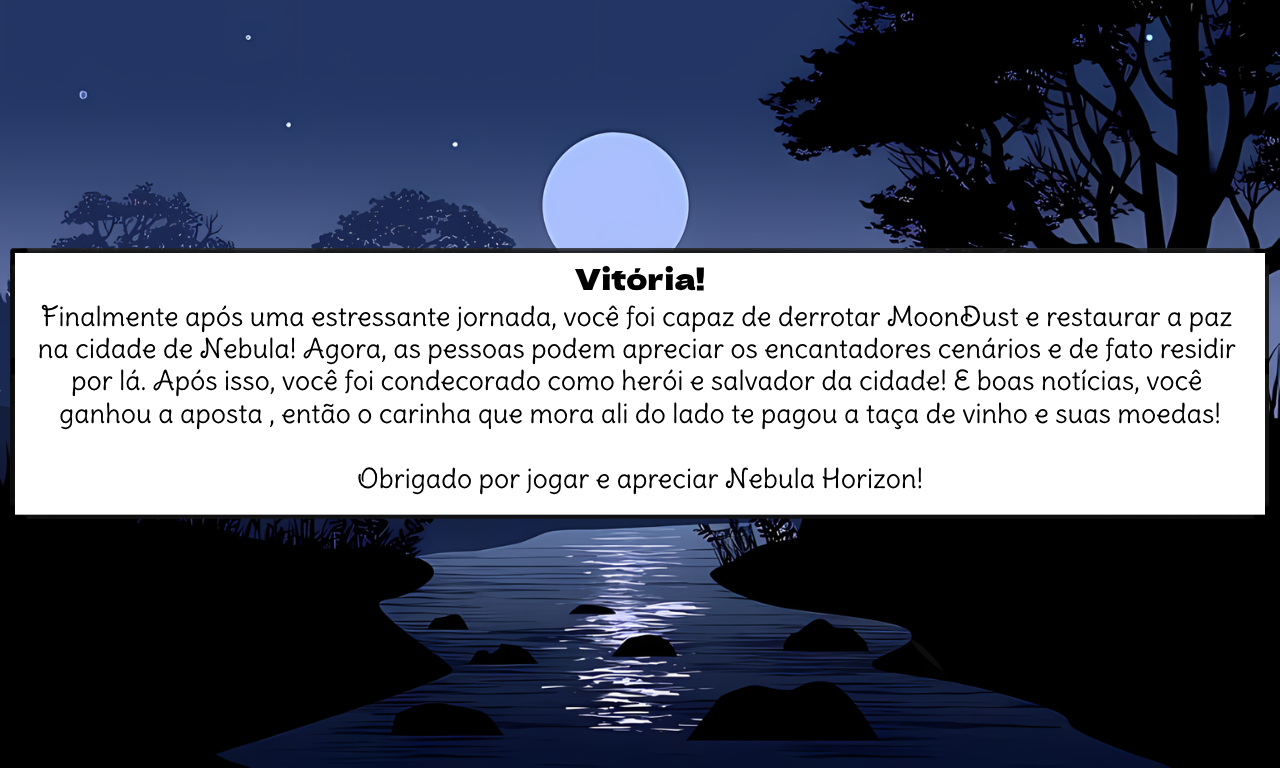 Vitória!
Finalmente após uma estressante jornada, você foi capaz de derrotar MoonDust e restaurar a paz
na cidade de Nebula! Agora, as pessoas podem apreciar os encantadores cenários e de fato residir
por lá. Após isso, você foi condecorado como herói e salvador da cidade! E boas notícias, você
ganhou a aposta , então o carinha que mora ali do lado te pagou a taça de vinho e suas moedas!
Obrigado por jogar e apreciar Nebula Horizon!